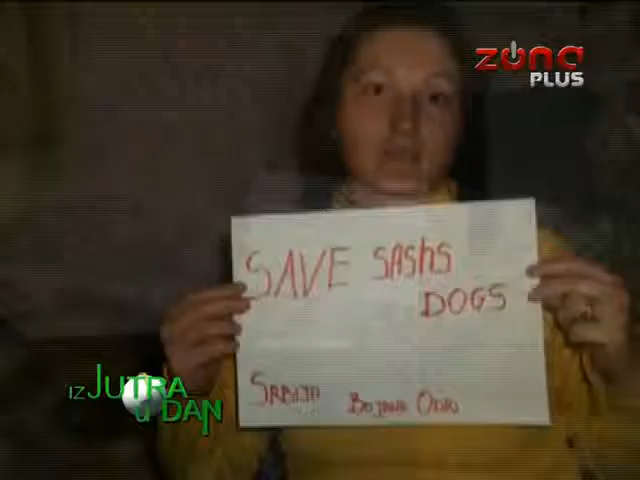 ZONA
PLUS
SAVE SASHS
DOGS
IZ JUTRA
u DAN
SRBIJA BOJANA